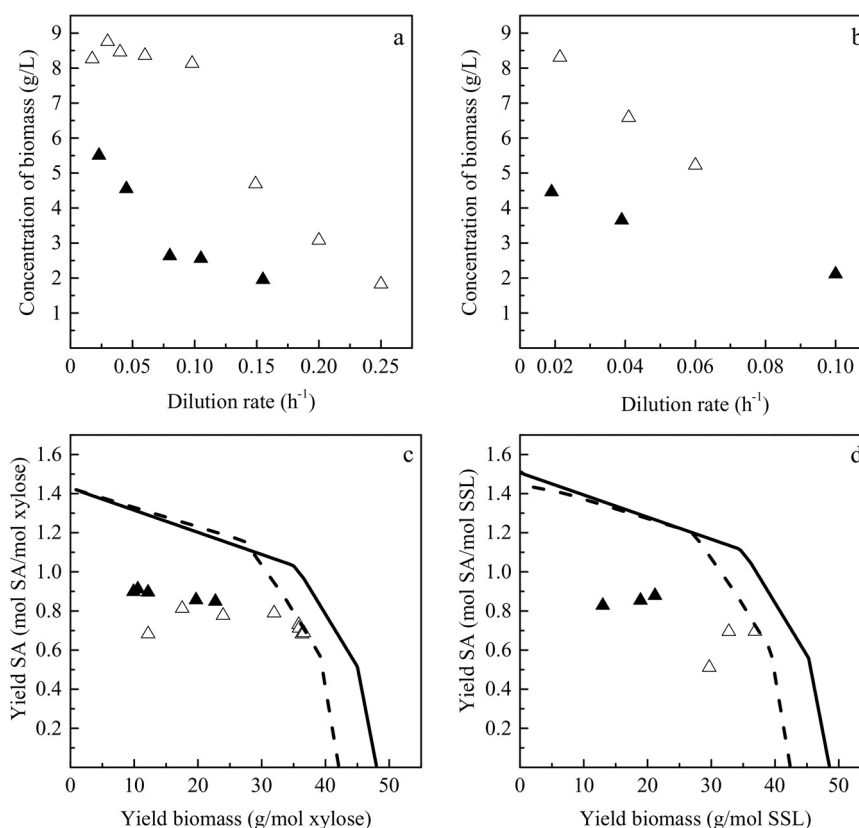 a
9
8
7
6
5
4
3
2
1
Concentration of biomass (g/L)
0 0.05 0.10 0.15 0.20 0.25
Dilution rate (h⁻¹)
b
9
8
7
6
5
4
3
2
1
Concentration of biomass (g/L)
0 0.02 0.04 0.06 0.08 0.10
Dilution rate (h⁻¹)
c
1.6
1.4
1.2
1.0
0.8
0.6
0.4
0.2
Yield SA (mol SA/mol xylose)
0 10 20 30 40 50
Yield biomass (g/mol xylose)
d
1.6
1.4
1.2
1.0
0.8
0.6
0.4
0.2
Yield SA (mol SA/mol SSL)
0 10 20 30 40 50
Yield biomass (g/mol SSL)